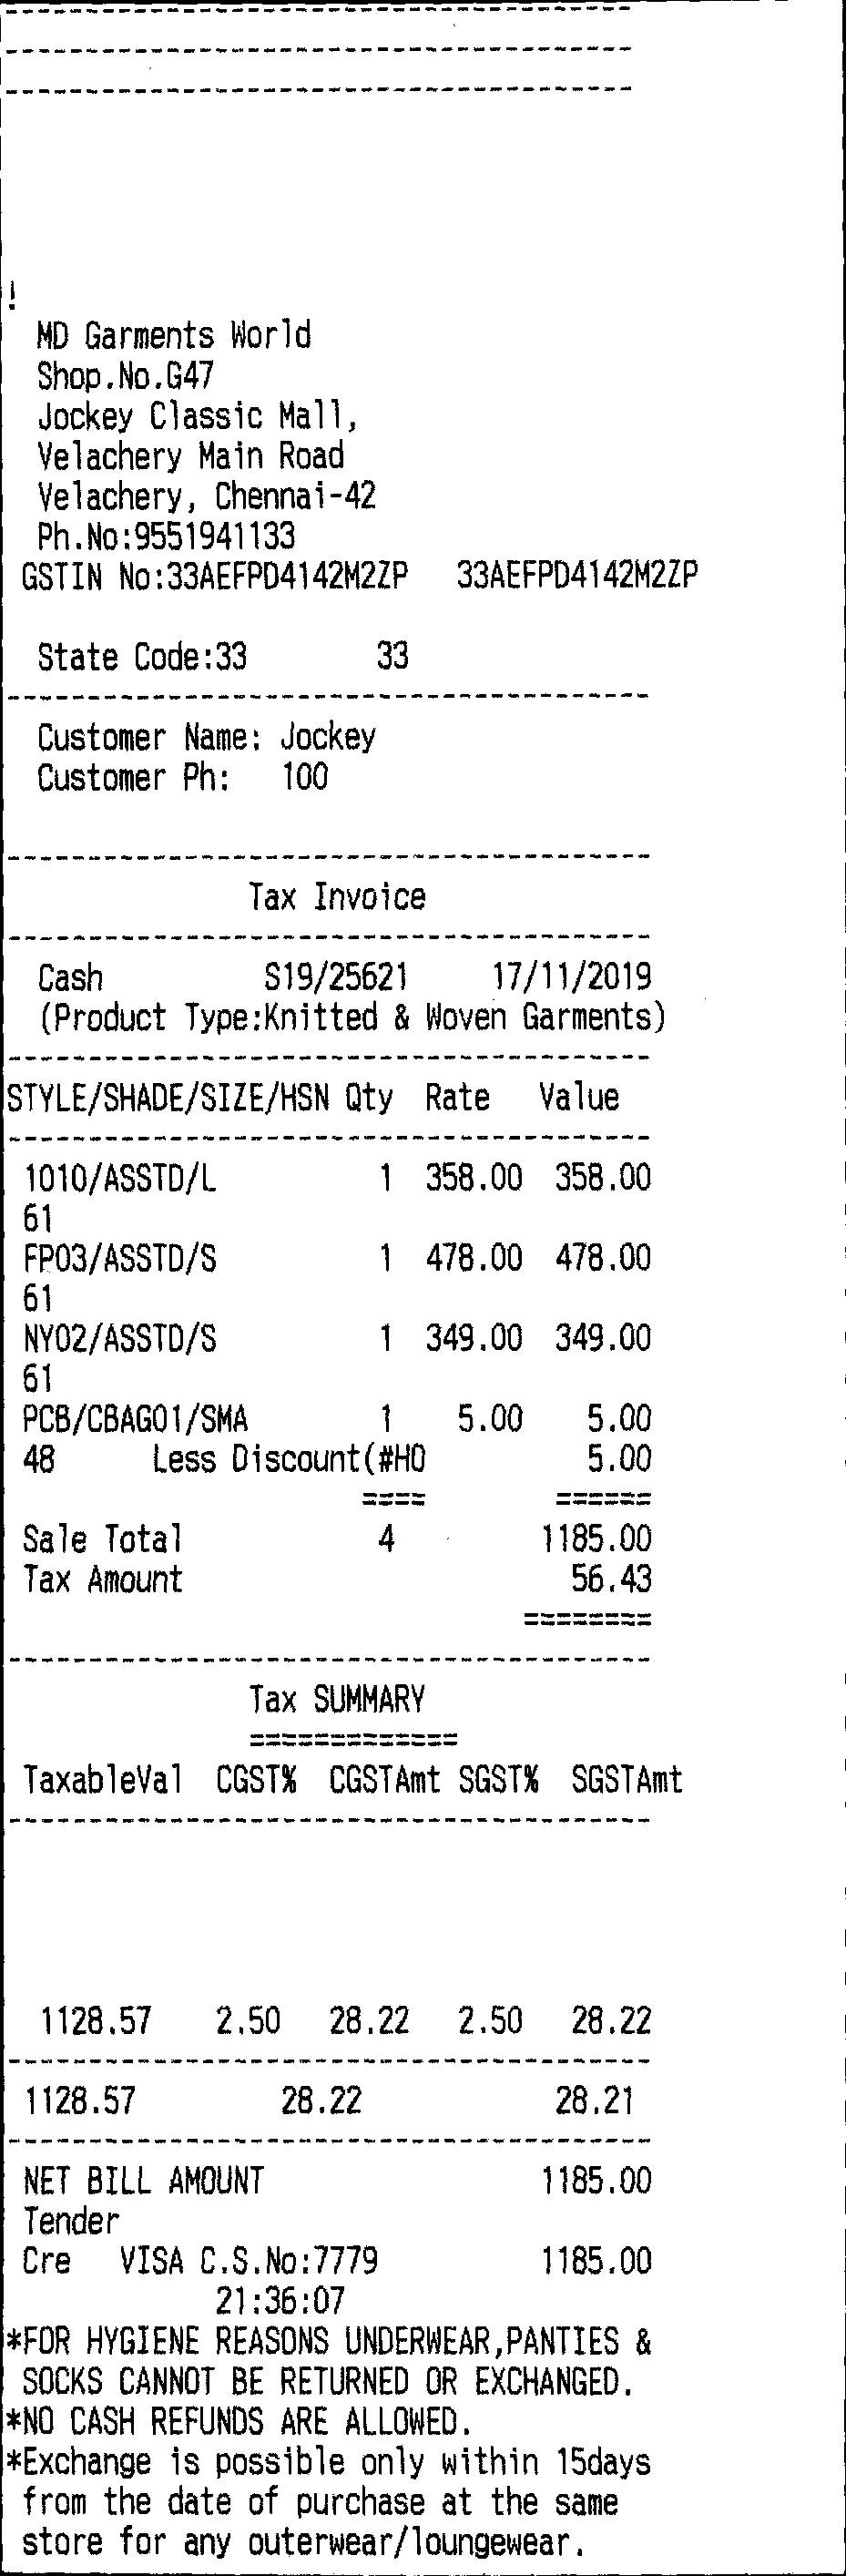 !
MD Garments World
Shop.No.G47
Jockey Classic Mall,
Velachery Main Road
Velachery, Chennai-42
Ph.No:9551941133
GSTIN No:33AEFPD4142M2ZP 33AEFPD4142M2ZP
State Code:33 33
Customer Name: Jockey
Customer Ph: 100
Tax Invoice
Cash S19/25621 17/11/2019
(Product Type:Knitted & Woven Garments)
STYLE/SHADE/SIZE/HSN Qty Rate Value
1010/ASSTD/L 1 358.00 358.00
61
FP03/ASSTD/S 1 478.00 478.00
61
NY02/ASSTD/S 1 349.00 349.00
61
PCB/CBAG01/SMA 1 5.00 5.00
48 Less Discount(#HO 5.00
==== ======
Sale Total 4 1185.00
Tax Amount 56.43
========
Tax SUMMARY
=============
TaxableVal CGST% CGSTAmt SGST% SGSTAmt
1128.57 2.50 28.22 2.50 28.22
1128.57 28.22 28.21
NET BILL AMOUNT 1185.00
Tender
Cre VISA C.S.No:7779 1185.00
21:36:07
*FOR HYGIENE REASONS UNDERWEAR,PANTIES &
SOCKS CANNOT BE RETURNED OR EXCHANGED.
*NO CASH REFUNDS ARE ALLOWED.
*Exchange is possible only within 15days
from the date of purchase at the same
store for any outerwear/loungewear.